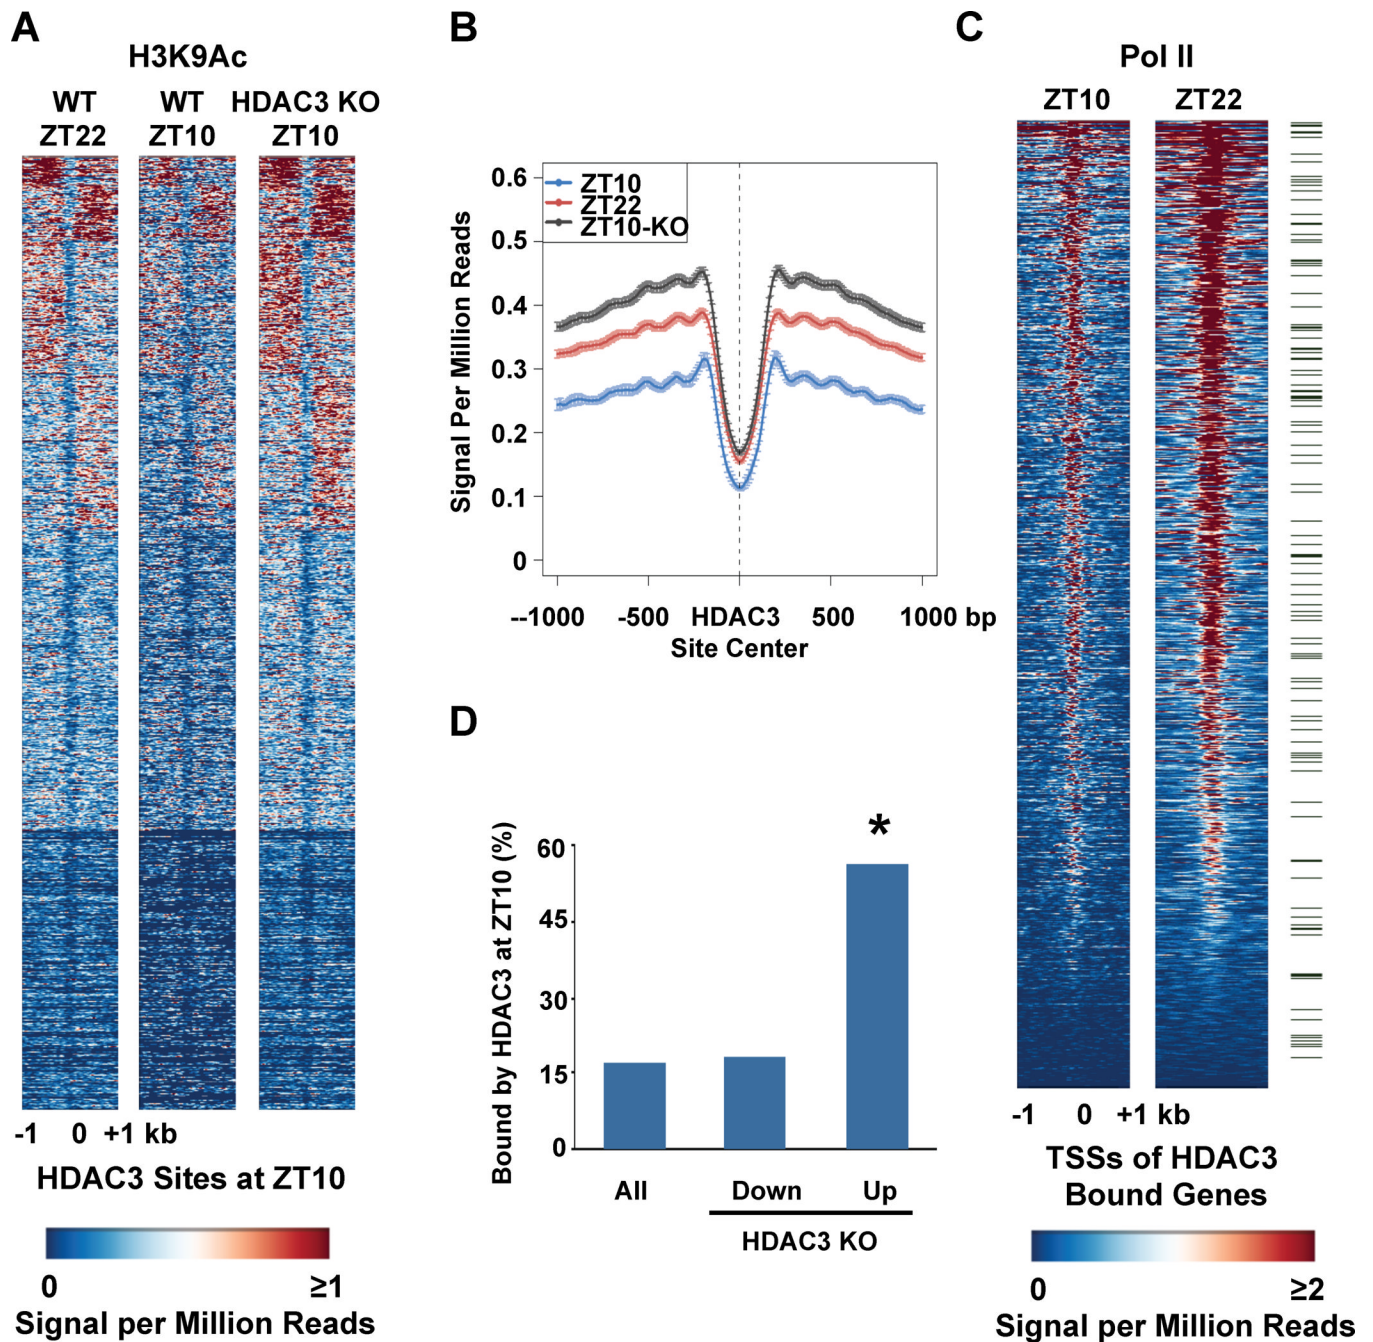 A
H3K9Ac
WT
ZT22
WT
ZT10
HDAC3 KO
ZT10
-1 0 +1 kb
HDAC3 Sites at ZT10
0 ≥1
Signal per Million Reads
B
Signal Per Million Reads
0.6
0.5
0.4
0.3
0.2
0.1
0
ZT10
ZT22
ZT10-KO
--1000 -500 HDAC3 500 1000 bp
Site Center
C
Pol II
ZT10 ZT22
-1 0 +1 kb
TSSs of HDAC3
Bound Genes
0 ≥2
Signal per Million Reads
D
Bound by HDAC3 at ZT10 (%)
60
45
30
15
0
*
All Down Up
HDAC3 KO